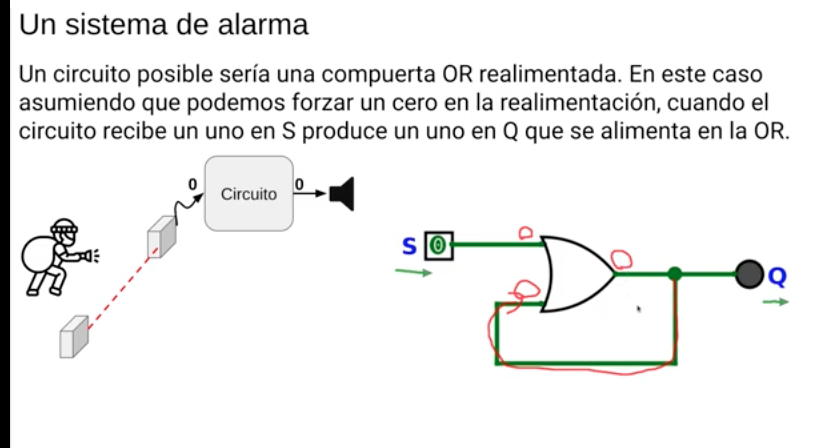 Un sistema de alarma
Un circuito posible sería una compuerta OR realimentada. En este caso
asumiendo que podemos forzar un cero en la realimentación, cuando el
circuito recibe un uno en S produce un uno en Q que se alimenta en la OR.
0
Circuito
0
S
0
0
0
0
Q